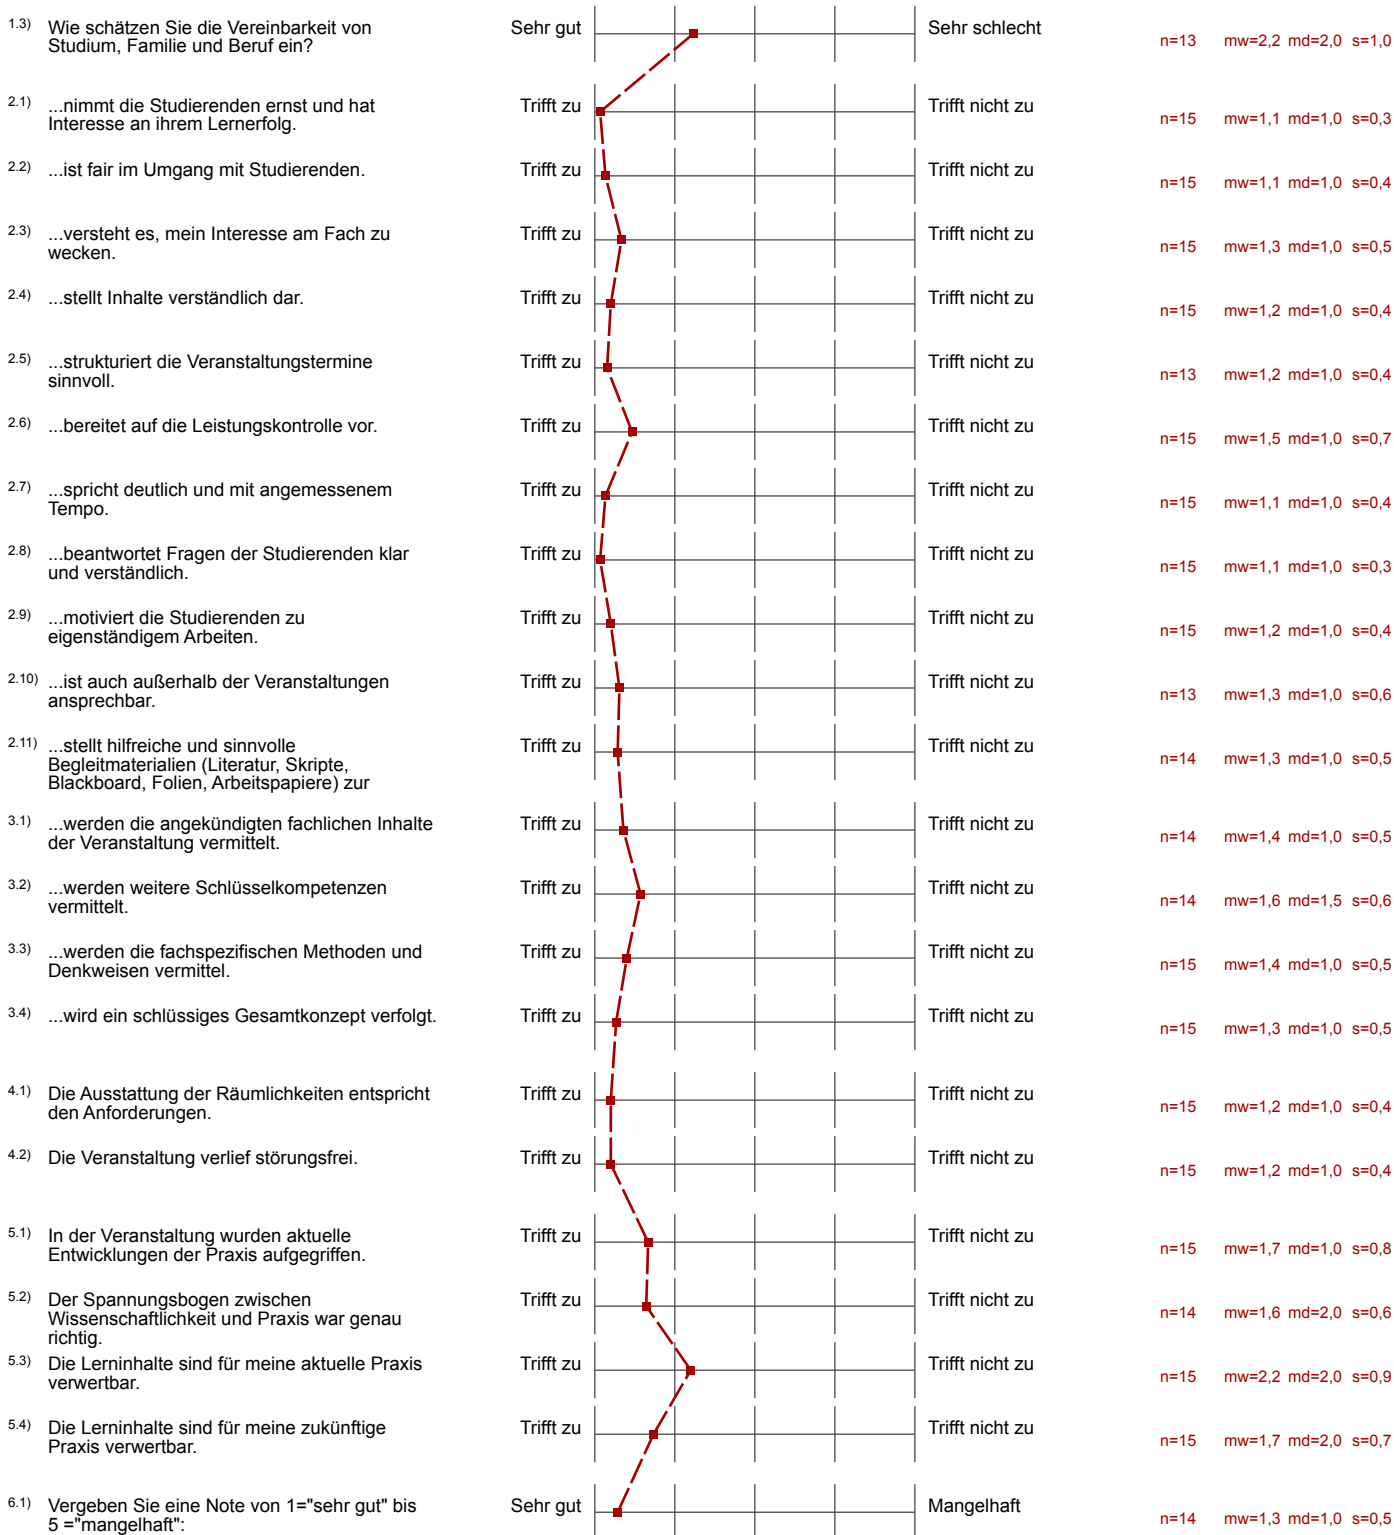 1.3) Wie schätzen Sie die Vereinbarkeit von Sehr gut Sehr schlecht
Studium, Familie und Beruf ein? n=13 mw=2,2 md=2,0 s=1,0
2.1) ...nimmt die Studierenden ernst und hat Trifft zu Trifft nicht zu
Interesse an ihrem Lernerfolg. n=15 mw=1,1 md=1,0 s=0,3
2.2) ...ist fair im Umgang mit Studierenden. Trifft zu Trifft nicht zu
n=15 mw=1,1 md=1,0 s=0,4
2.3) ...versteht es, mein Interesse am Fach zu Trifft zu Trifft nicht zu
wecken. n=15 mw=1,3 md=1,0 s=0,5
2.4) ...stellt Inhalte verständlich dar. Trifft zu Trifft nicht zu
n=15 mw=1,2 md=1,0 s=0,4
2.5) ...strukturiert die Veranstaltungstermine Trifft zu Trifft nicht zu
sinnvoll. n=13 mw=1,2 md=1,0 s=0,4
2.6) ...bereitet auf die Leistungskontrolle vor. Trifft zu Trifft nicht zu
n=15 mw=1,5 md=1,0 s=0,7
2.7) ...spricht deutlich und mit angemessenem Trifft zu Trifft nicht zu
Tempo. n=15 mw=1,1 md=1,0 s=0,4
2.8) ...beantwortet Fragen der Studierenden klar Trifft zu Trifft nicht zu
und verständlich. n=15 mw=1,1 md=1,0 s=0,3
2.9) ...motiviert die Studierenden zu Trifft zu Trifft nicht zu
eigenständigem Arbeiten. n=15 mw=1,2 md=1,0 s=0,4
2.10) ...ist auch außerhalb der Veranstaltungen Trifft zu Trifft nicht zu
ansprechbar. n=13 mw=1,3 md=1,0 s=0,6
2.11) ...stellt hilfreiche und sinnvolle Trifft zu Trifft nicht zu
Begleitmaterialien (Literatur, Skripte, n=14 mw=1,3 md=1,0 s=0,5
Blackboard, Folien, Arbeitspapiere) zur
3.1) ...werden die angekündigten fachlichen Inhalte Trifft zu Trifft nicht zu
der Veranstaltung vermittelt. n=14 mw=1,4 md=1,0 s=0,5
3.2) ...werden weitere Schlüsselkompetenzen Trifft zu Trifft nicht zu
vermittelt. n=14 mw=1,6 md=1,5 s=0,6
3.3) ...werden die fachspezifischen Methoden und Trifft zu Trifft nicht zu
Denkweisen vermittel. n=15 mw=1,4 md=1,0 s=0,5
3.4) ...wird ein schlüssiges Gesamtkonzept verfolgt. Trifft zu Trifft nicht zu
n=15 mw=1,3 md=1,0 s=0,5
4.1) Die Ausstattung der Räumlichkeiten entspricht Trifft zu Trifft nicht zu
den Anforderungen. n=15 mw=1,2 md=1,0 s=0,4
4.2) Die Veranstaltung verlief störungsfrei. Trifft zu Trifft nicht zu
n=15 mw=1,2 md=1,0 s=0,4
5.1) In der Veranstaltung wurden aktuelle Trifft zu Trifft nicht zu
Entwicklungen der Praxis aufgegriffen. n=15 mw=1,7 md=1,0 s=0,8
5.2) Der Spannungsbogen zwischen Trifft zu Trifft nicht zu
Wissenschaftlichkeit und Praxis war genau n=14 mw=1,6 md=2,0 s=0,6
richtig.
5.3) Die Lerninhalte sind für meine aktuelle Praxis Trifft zu Trifft nicht zu
verwertbar. n=15 mw=2,2 md=2,0 s=0,9
5.4) Die Lerninhalte sind für meine zukünftige Trifft zu Trifft nicht zu
Praxis verwertbar. n=15 mw=1,7 md=2,0 s=0,7
6.1) Vergeben Sie eine Note von 1="sehr gut" bis Sehr gut Mangelhaft
5 ="mangelhaft": n=14 mw=1,3 md=1,0 s=0,5